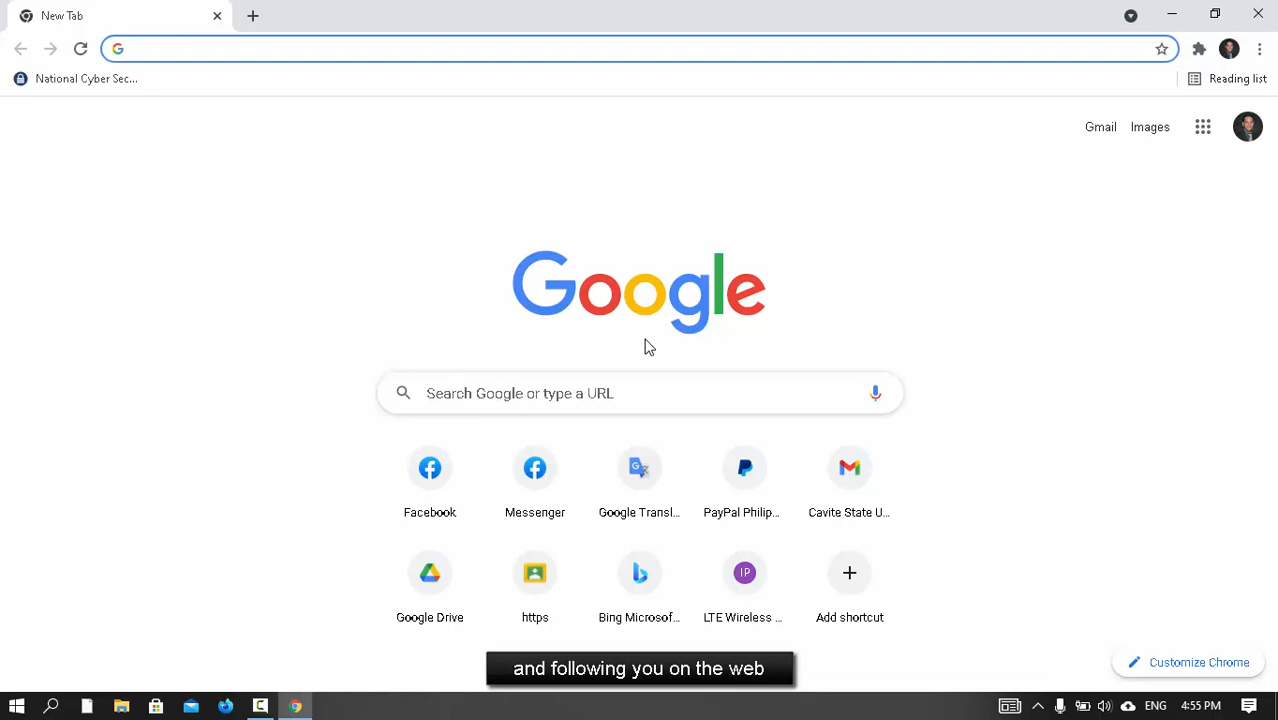 New Tab
National Cyber Sec...
Reading list
Gmail
Images
Google
Search Google or type a URL
Facebook
Messenger
Google Transl...
PayPal Philip...
Cavite State U...
IP
Google Drive
https
Bing Microsof...
LTE Wireless ...
Add shortcut
and following you on the web
Customize Chrome
ENG
4:55 PM